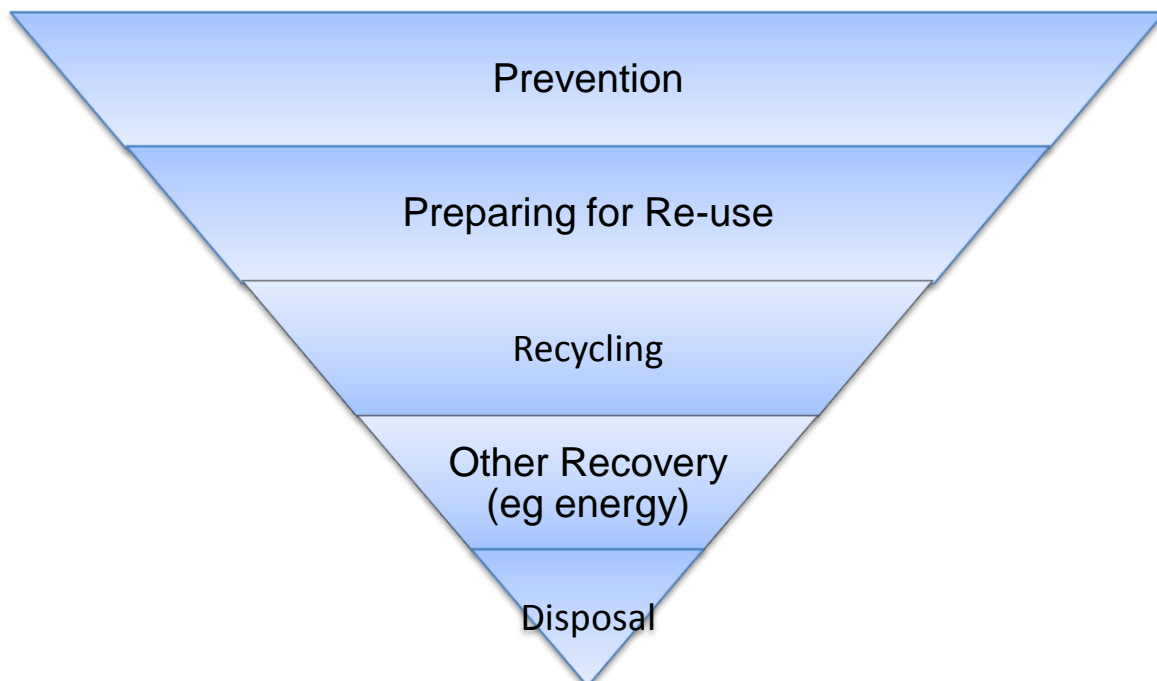 Prevention
Preparing for Re-use
Recycling
Other Recovery
(eg energy)
Disposal